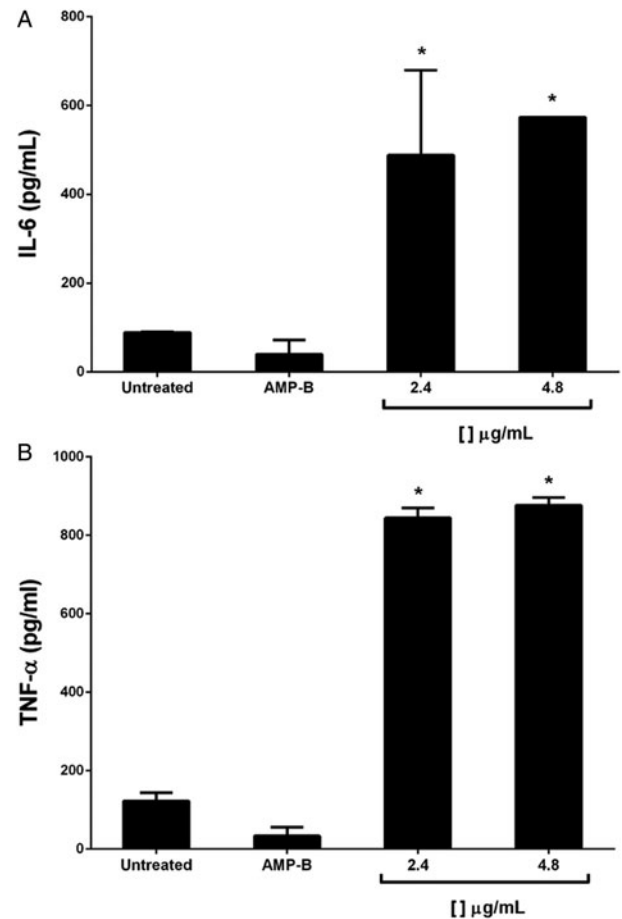 A
IL-6 (pg/mL)
800
600
400
200
0
*
*
Untreated
AMP-B
2.4
4.8
[ ] µg/mL
B
TNF-α (pg/ml)
1000
800
600
400
200
0
*
*
Untreated
AMP-B
2.4
4.8
[ ] µg/mL